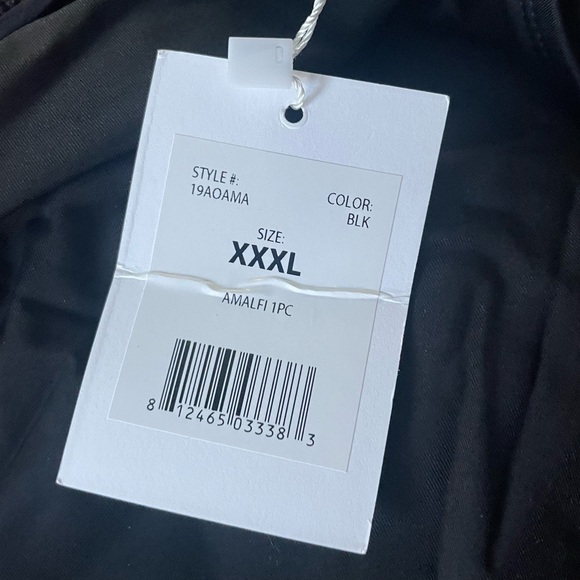 STYLE #:
19AOAMA
COLOR:
BLK
SIZE:
XXXL
AMALFI 1PC
8 12465 03338 3